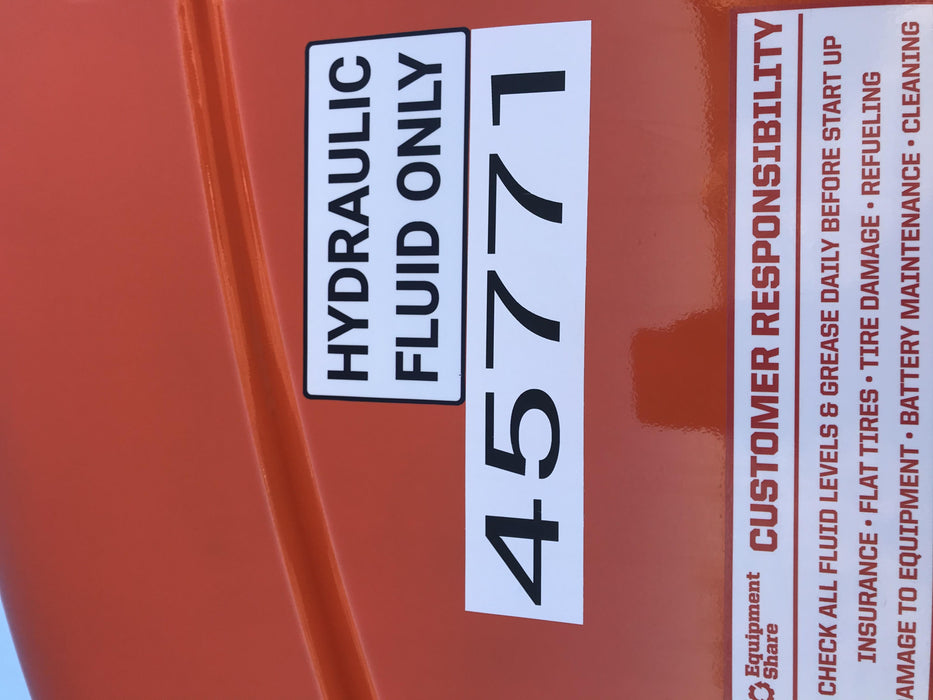 HYDRAULIC
FLUID ONLY
45771
Equipment
Share
CUSTOMER RESPONSIBILITY
CHECK ALL FLUID LEVELS & GREASE DAILY BEFORE START UP
INSURANCE • FLAT TIRES • TIRE DAMAGE • REFUELING
DAMAGE TO EQUIPMENT • BATTERY MAINTENANCE • CLEANING